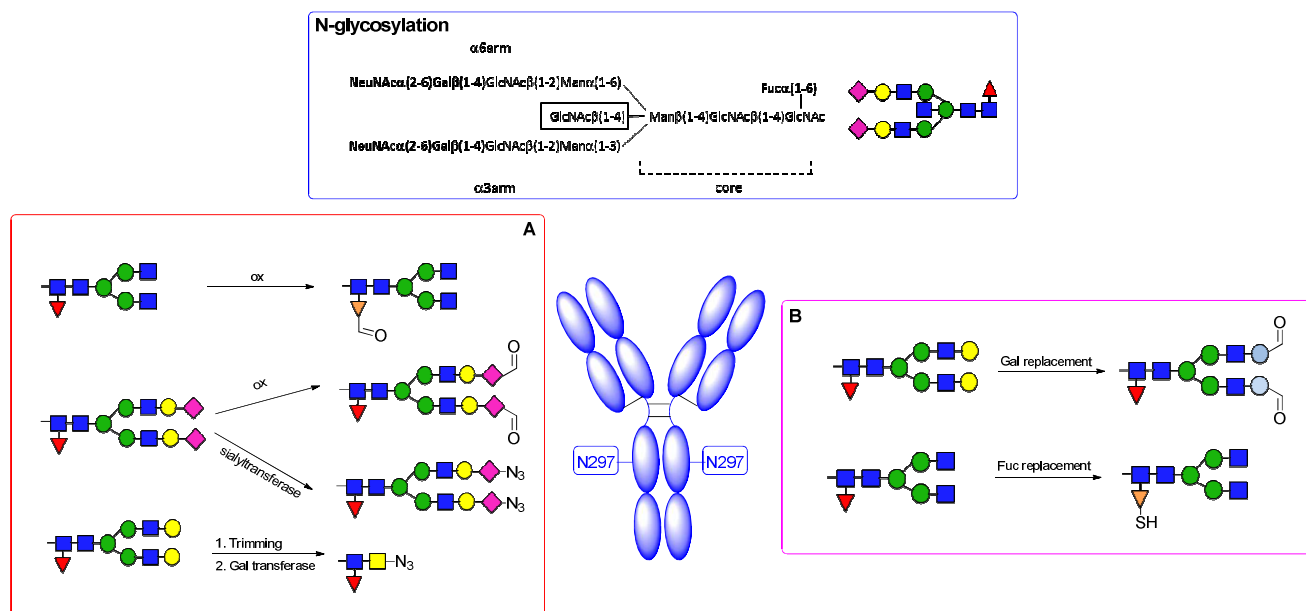 N-glycosylation
α6arm
NeuNAcα(2-6)Galβ(1-4)GlcNAcβ(1-2)Manα(1-6)
Fucα(1-6)
GlcNAcβ(1-4)
Manβ(1-4)GlcNAcβ(1-4)GlcNAc
NeuNAcα(2-6)Galβ(1-4)GlcNAcβ(1-2)Manα(1-3)
α3arm
core
A
ox
O
ox
O
O
sialyltransferase
N3
N3
1. Trimming
2. Gal transferase
N3
N297
N297
B
Gal replacement
O
O
Fuc replacement
SH